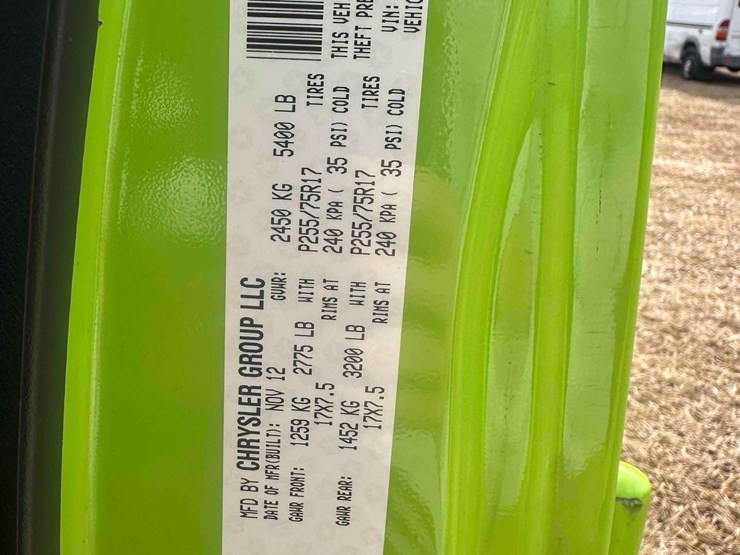 MFD BY CHRYSLER GROUP LLC
DATE OF MFR(BUILT): NOV 12 GVWR: 2450 KG 5400 LB
GAWR FRONT: 1259 KG 2775 LB WITH P255/75R17 TIRES
17X7.5 RIMS AT 240 KPA ( 35 PSI) COLD
GAWR REAR: 1452 KG 3200 LB WITH P255/75R17 TIRES
17X7.5 RIMS AT 240 KPA ( 35 PSI) COLD
THIS VEH
THEFT PRE
VIN:
VEHIC